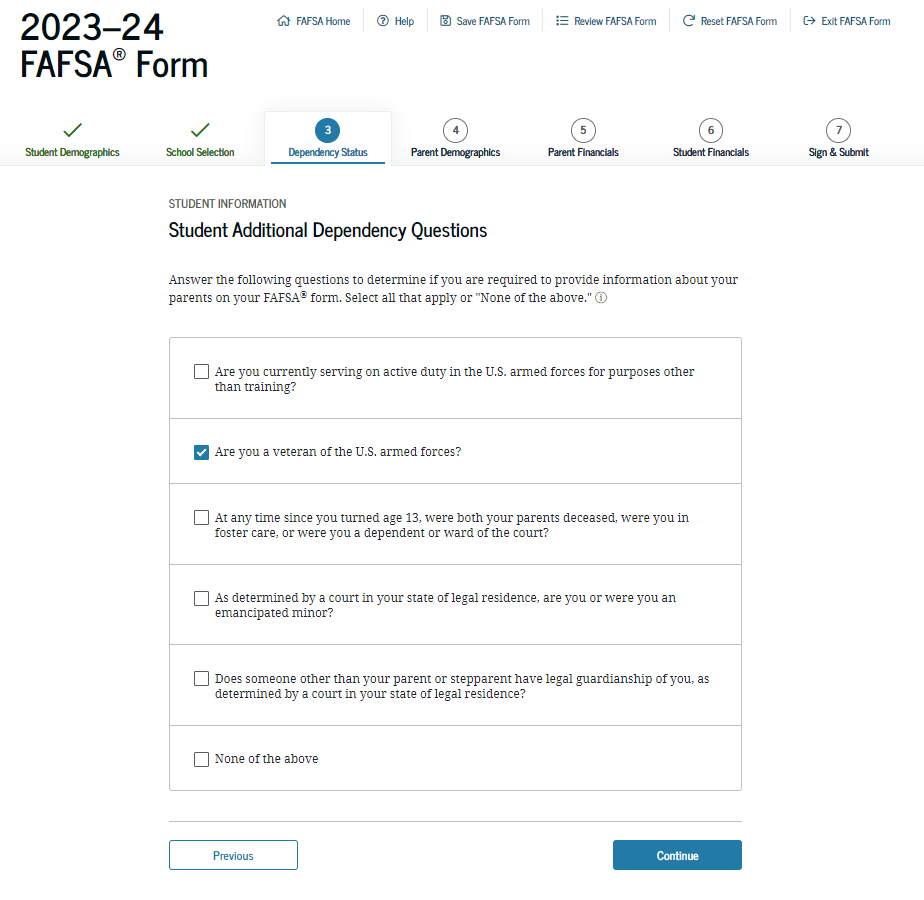 2023–24
FAFSA® Form
FAFSA Home
Help
Save FAFSA Form
Review FAFSA Form
Reset FAFSA Form
Exit FAFSA Form
Student Demographics
School Selection
3
Dependency Status
4
Parent Demographics
5
Parent Financials
6
Student Financials
7
Sign & Submit
STUDENT INFORMATION
Student Additional Dependency Questions
Answer the following questions to determine if you are required to provide information about your
parents on your FAFSA® form. Select all that apply or "None of the above."
Are you currently serving on active duty in the U.S. armed forces for purposes other
than training?
Are you a veteran of the U.S. armed forces?
At any time since you turned age 13, were both your parents deceased, were you in
foster care, or were you a dependent or ward of the court?
As determined by a court in your state of legal residence, are you or were you an
emancipated minor?
Does someone other than your parent or stepparent have legal guardianship of you, as
determined by a court in your state of legal residence?
None of the above
Previous
Continue